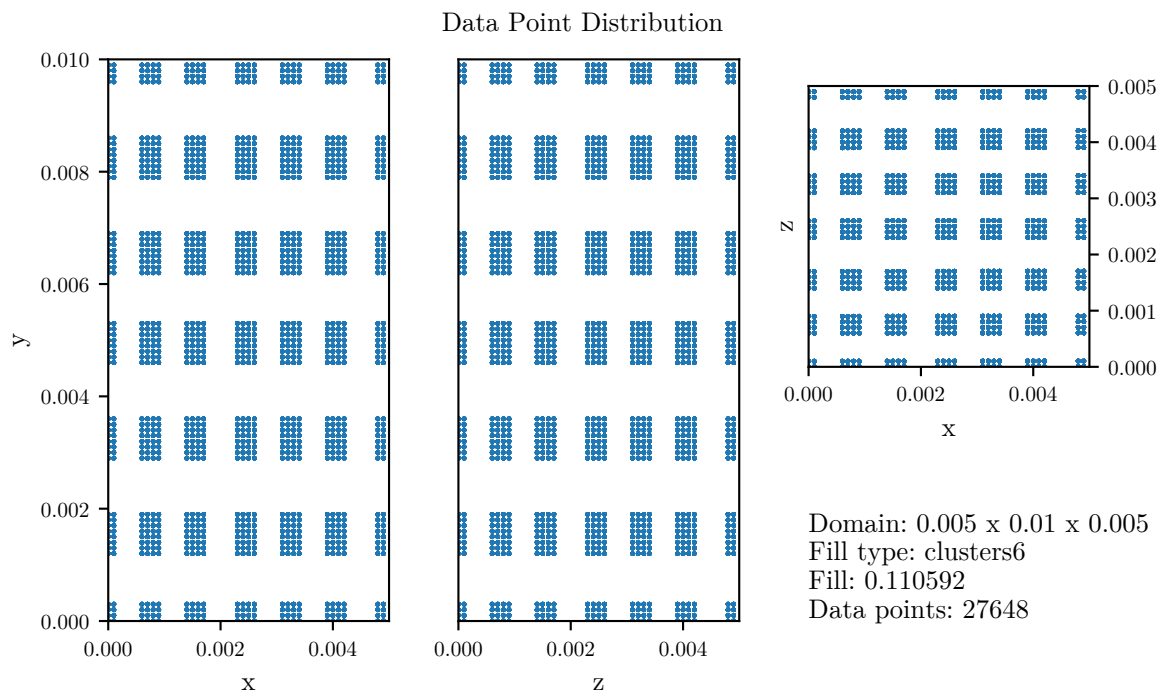 Data Point Distribution
0.010
0.008
0.006
0.004
0.002
0.000
y
0.000 0.002 0.004
x
0.000 0.002 0.004
z
0.005
0.004
0.003
0.002
0.001
0.000
z
0.000 0.002 0.004
x
Domain: 0.005 x 0.01 x 0.005
Fill type: clusters6
Fill: 0.110592
Data points: 27648